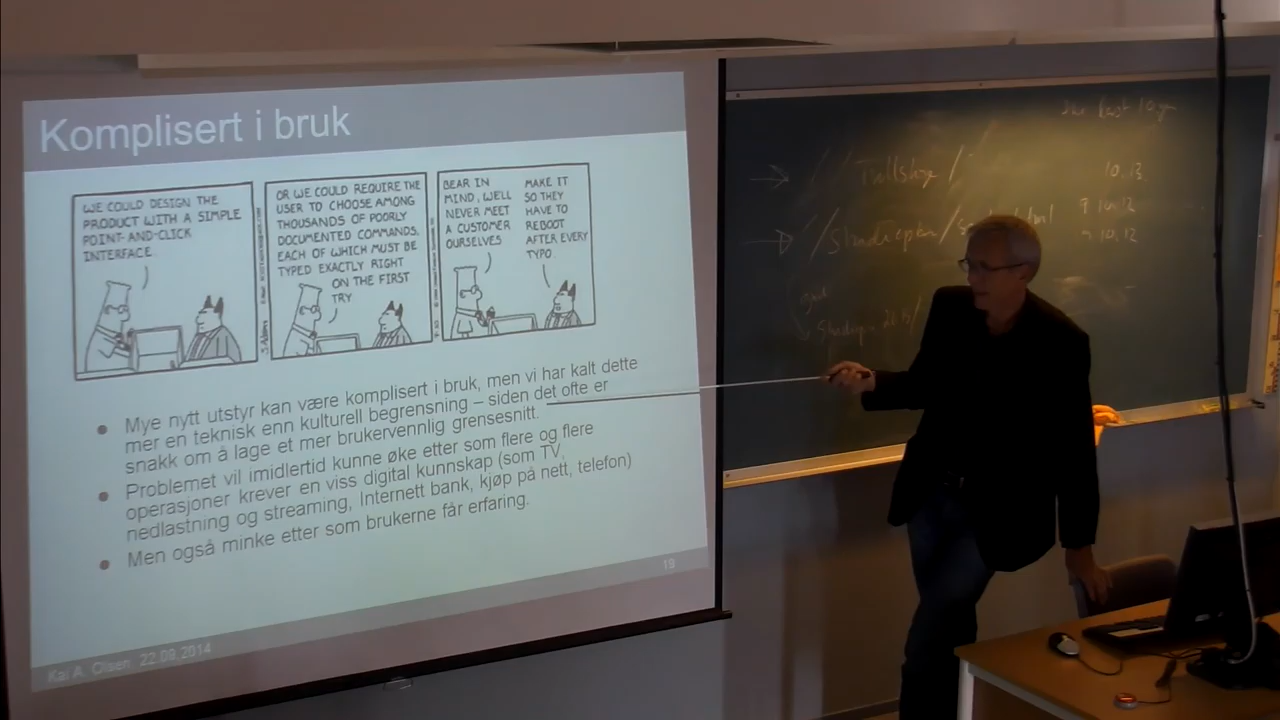 Komplisert i bruk
WE COULD DESIGN THE
PRODUCT WITH A SIMPLE
POINT-AND-CLICK
INTERFACE.
OR WE COULD REQUIRE THE
USER TO CHOOSE AMONG
THOUSANDS OF POORLY
DOCUMENTED COMMANDS,
EACH OF WHICH MUST BE
TYPED EXACTLY RIGHT
ON THE FIRST
TRY.
BEAR IN
MIND, WE'LL
NEVER MEET
A CUSTOMER
OURSELVES.
MAKE IT
SO THEY
HAVE TO
REBOOT
AFTER EVERY
TYPO.
Mye nytt utstyr kan være komplisert i bruk, men vi har kalt dette
mer en teknisk enn kulturell begrensning – siden det ofte er
snakk om å lage et mer brukervennlig grensesnitt.
Problemet vil imidlertid kunne øke etter som flere og flere
operasjoner krever en viss digital kunnskap (som TV,
nedlastning og streaming, Internett bank, kjøp på nett, telefon)
Men også minke etter som brukerne får erfaring.
19
Kai A. Olsen 22.09.2014
10.13
9 10.12
10.12